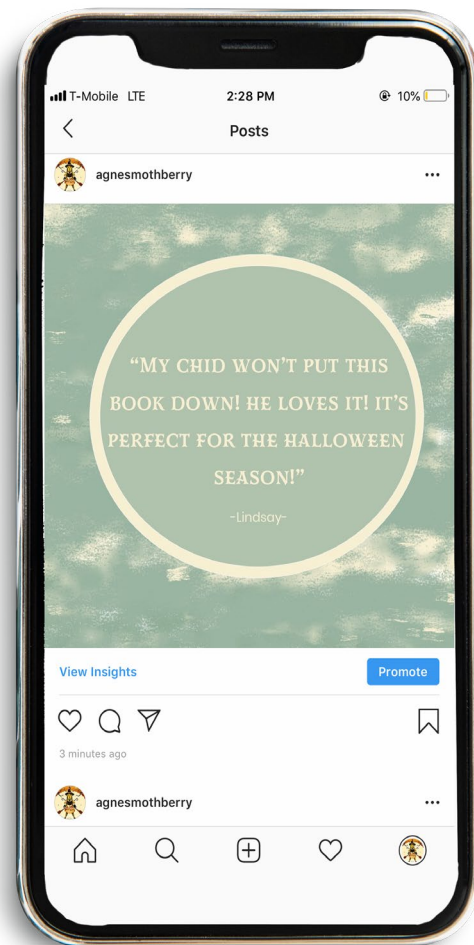 T-Mobile LTE 2:28 PM 10%
Posts
agnesmothberry
“MY CHID WON’T PUT THIS
BOOK DOWN! HE LOVES IT! IT’S
PERFECT FOR THE HALLOWEEN
SEASON!”
-Lindsay-
View Insights Promote
3 minutes ago
agnesmothberry